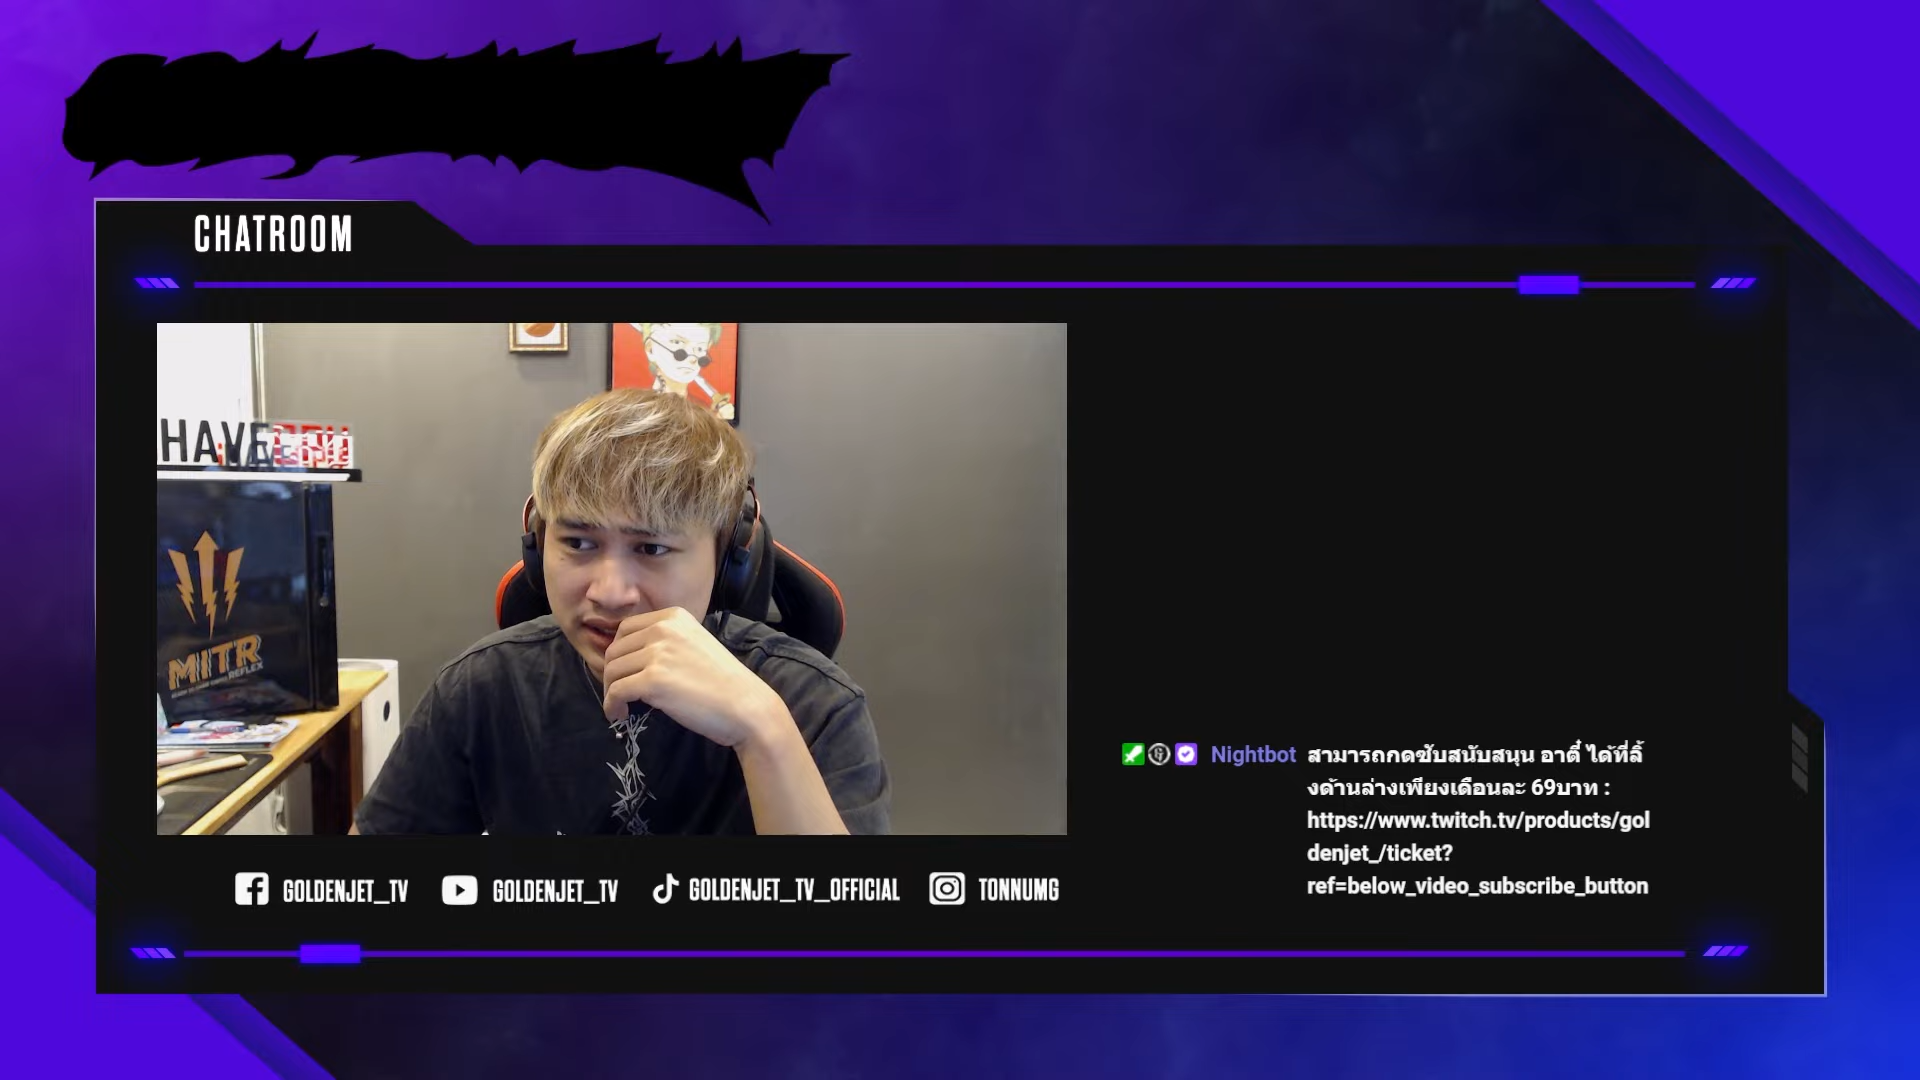 CHATROOM
HAVE
MITR
REFLEX
Nightbot สามารถกดซับสนับสนุน อาตี๋ ได้ที่ลิ้
งด้านล่างเพียงเดือนละ 69บาท :
https://www.twitch.tv/products/gol
denjet_/ticket?
ref=below_video_subscribe_button
GOLDENJET_TV GOLDENJET_TV GOLDENJET_TV_OFFICIAL TONNUMG